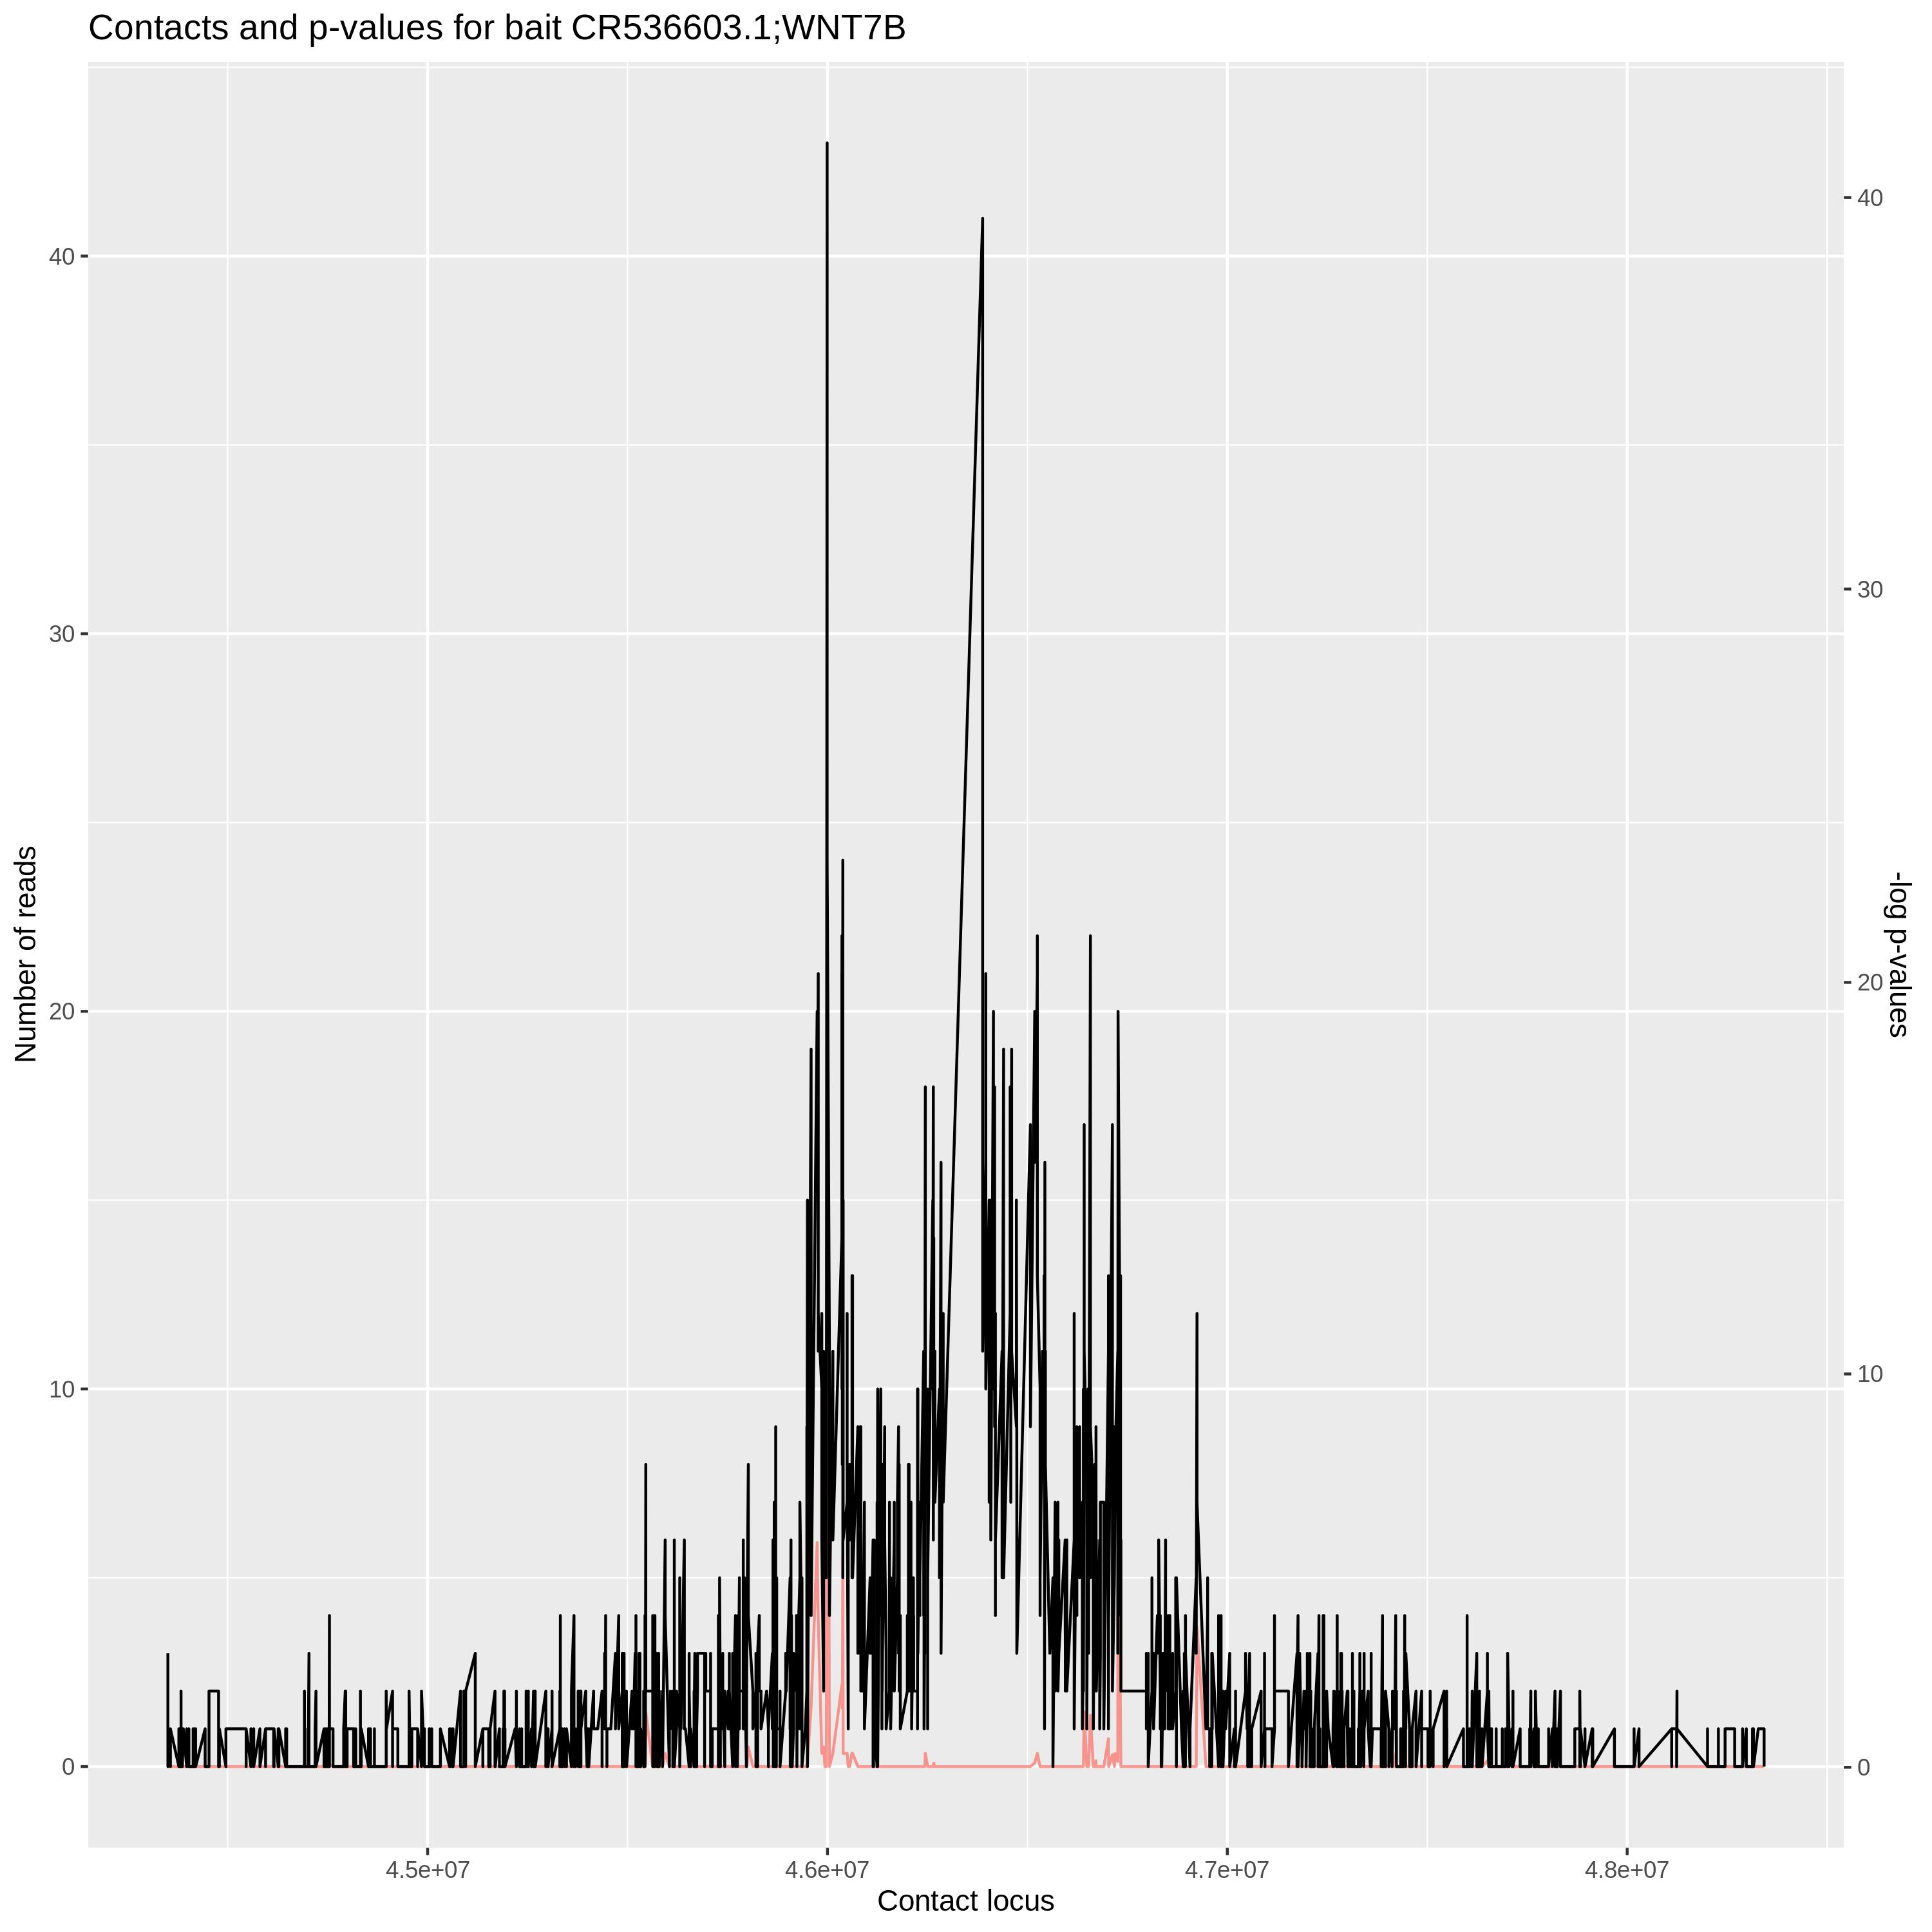 Contacts and p-values for bait CR536603.1;WNT7B
40
30
20
10
0
Number of reads
40
30
20
10
0
-log p-values
4.5e+07
4.6e+07
4.7e+07
4.8e+07
Contact locus